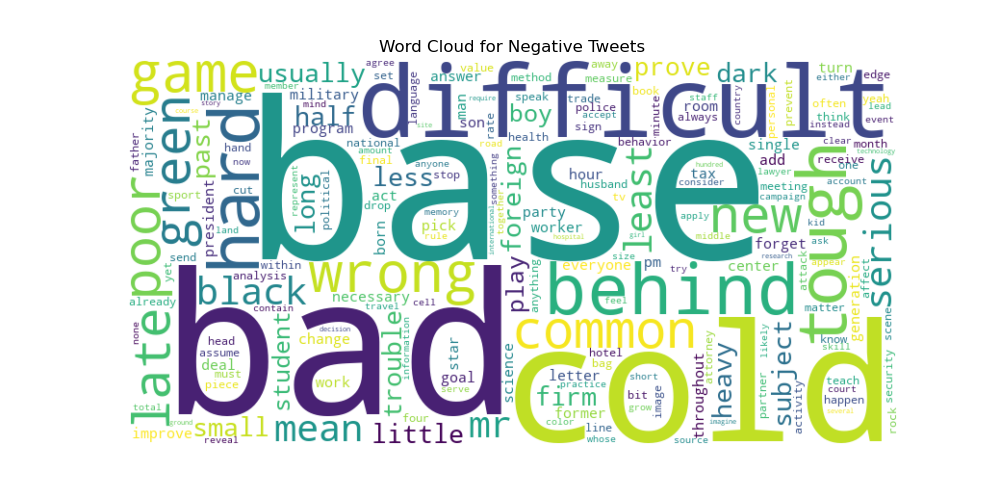 Word Cloud for Negative Tweets
base
bad
cold
difficult
hard
behind
tough
wrong
common
new
green
late
poor
game
serious
black
mean
little
mr
small
student
trouble
usually
half
military
program
boy
son
man
answer
dark
prove
turn
edge
either
away
measure
method
value
agree
set
member
language
require
speak
trade
book
police
accept
sign
staff
room
always
country
personal
prevent
often
think
yeah
lead
event
instead
clear
month
technology
father
majority
story
course
manage
mind
past
hand
now
president
sport
cut
land
send
yet
already
represent
long
political
national
amount
final
less
anyone
stop
act
drop
born
memory
pick
rule
rate
road
health
site
something
together
international
foreign
party
worker
hour
husband
tv
behavior
minute
least
hundred
tax
consider
apply
girl
hospital
middle
single
add
lawyer
receive
one
account
meeting
campaign
forget
kid
ask
research
center
attack
appear
matter
generation
affect
scene
know
skill
within
analysis
contain
necessary
travel
cell
information
play
anything
everyone
feel
size
pm
try
head
assume
deal
must
piece
decision
change
work
star
goal
serve
four
science
hotel
bag
letter
practice
firm
former
color
line
whose
short
bit
grow
image
source
throughout
attorney
heavy
imagine
partner
likely
subject
activity
teach
court
happen
several
rock
security
none
total
ground
improve
reveal